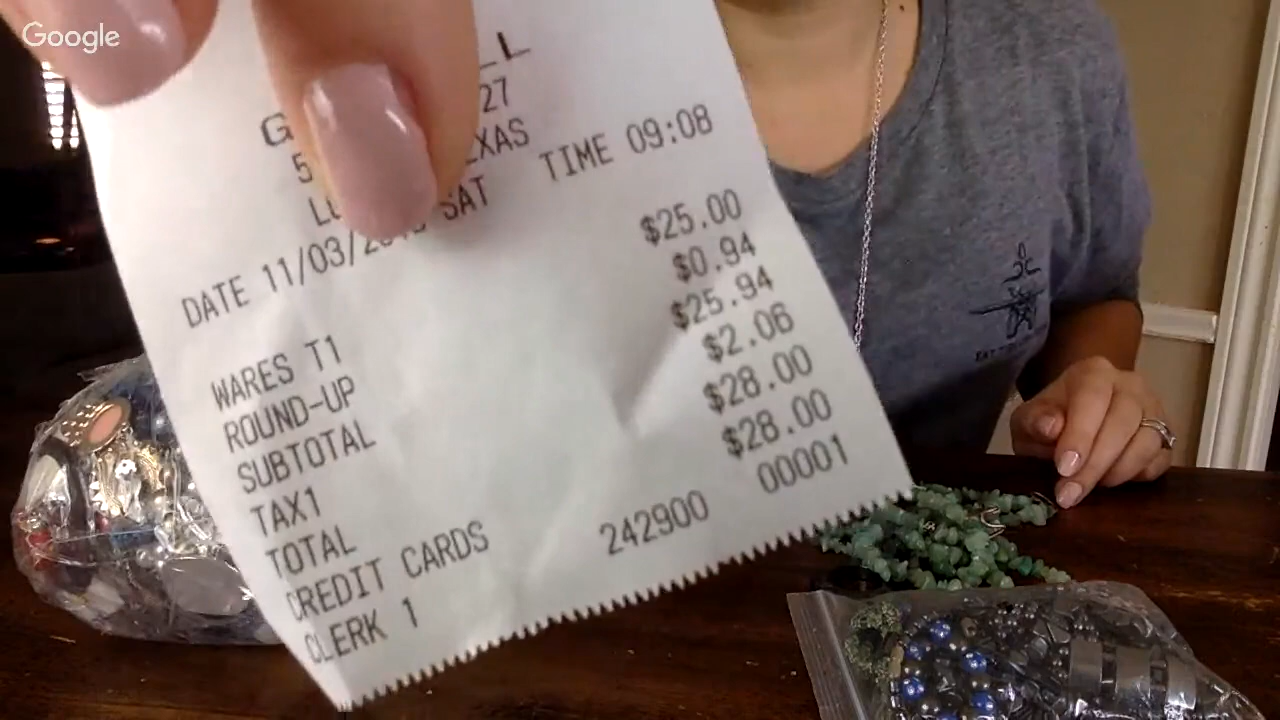 Google
27
TIME 09:08
SAT
DATE 11/03/
WARES T1 $25.00
ROUND-UP $0.94
SUBTOTAL $25.94
TAX1 $2.06
TOTAL $28.00
CREDIT CARDS $28.00
CLERK 1 242900 00001